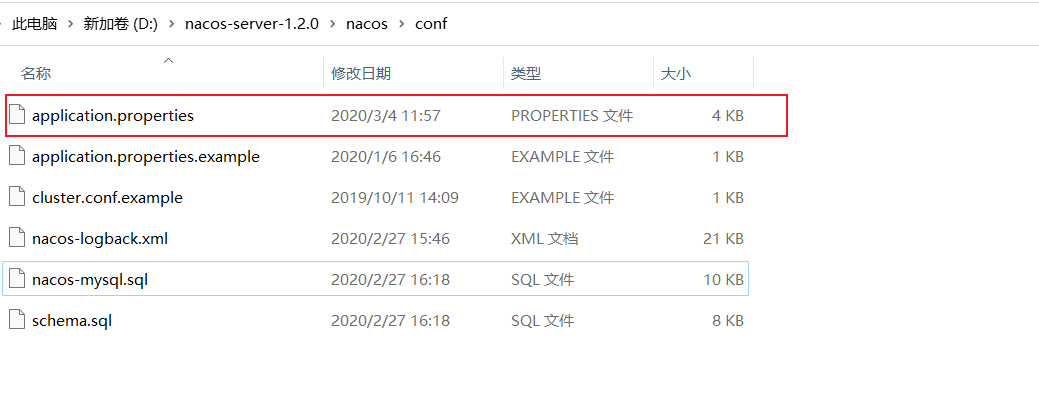 此电脑 > 新加卷 (D:) > nacos-server-1.2.0 > nacos > conf
名称 修改日期 类型 大小
application.properties 2020/3/4 11:57 PROPERTIES 文件 4 KB
application.properties.example 2020/1/6 16:46 EXAMPLE 文件 1 KB
cluster.conf.example 2019/10/11 14:09 EXAMPLE 文件 1 KB
nacos-logback.xml 2020/2/27 15:46 XML 文档 21 KB
nacos-mysql.sql 2020/2/27 16:18 SQL 文件 10 KB
schema.sql 2020/2/27 16:18 SQL 文件 8 KB